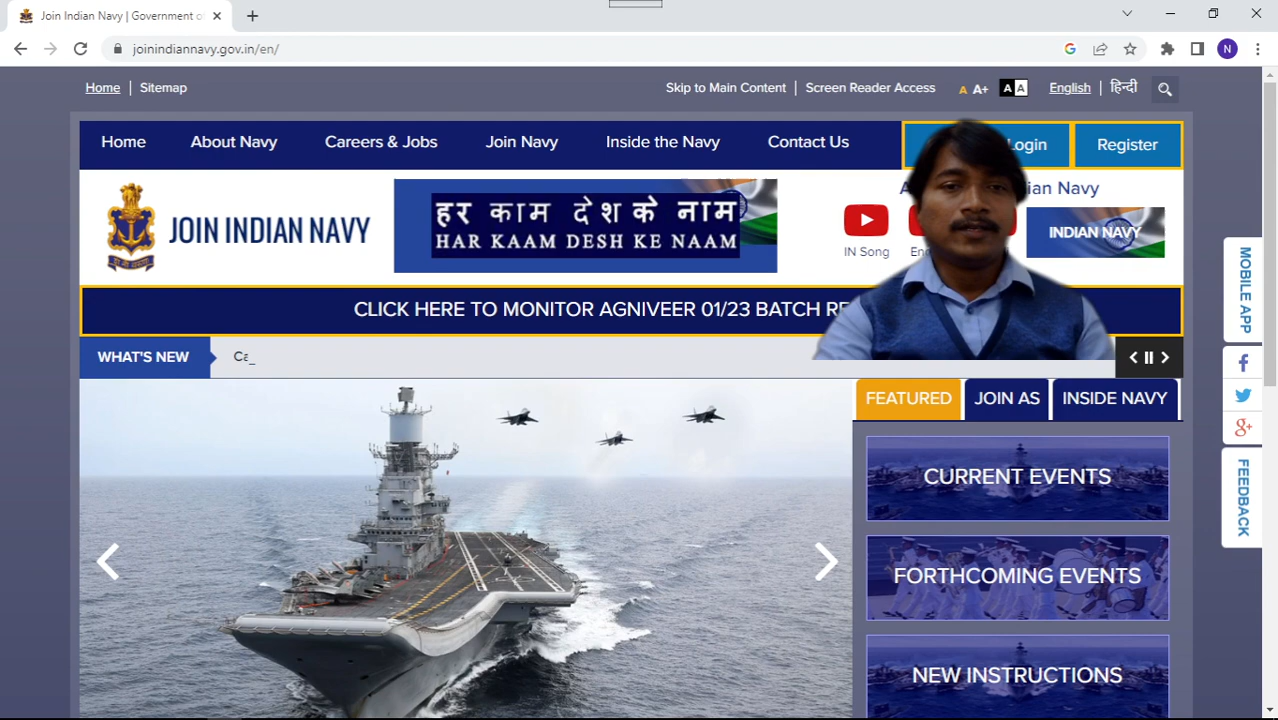 Join Indian Navy | Government o
joinindiannavy.gov.in/en/
N
Home | Sitemap
Skip to Main Content | Screen Reader Access
A A+ A A
English | हिन्दी
Home About Navy Careers & Jobs Join Navy Inside the Navy Contact Us
Login Register
JOIN INDIAN NAVY
हर काम देश के नाम
HAR KAAM DESH KE NAAM
A ian Navy
IN Song
INDIAN NAVY
CLICK HERE TO MONITOR AGNIVEER 01/23 BATCH RE
WHAT'S NEW
Ca_
FEATURED JOIN AS INSIDE NAVY
CURRENT EVENTS
FORTHCOMING EVENTS
NEW INSTRUCTIONS
MOBILE APP
FEEDBACK